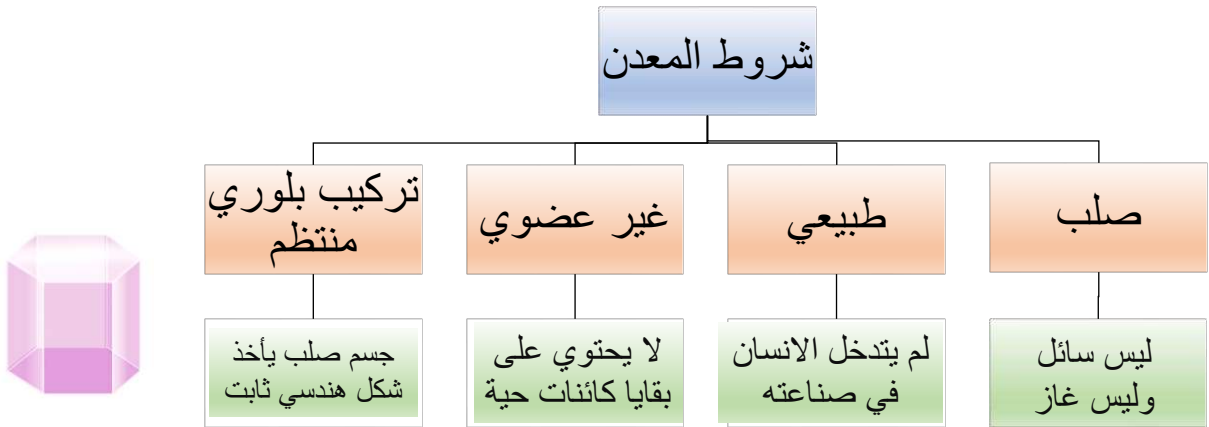 شروط المعدن
صلب
طبيعي
غير عضوي
تركيب بلوري
منتظم
ليس سائل
وليس غاز
لم يتدخل الانسان
في صناعته
لا يحتوي على
بقايا كائنات حية
جسم صلب يأخذ
شكل هندسي ثابت